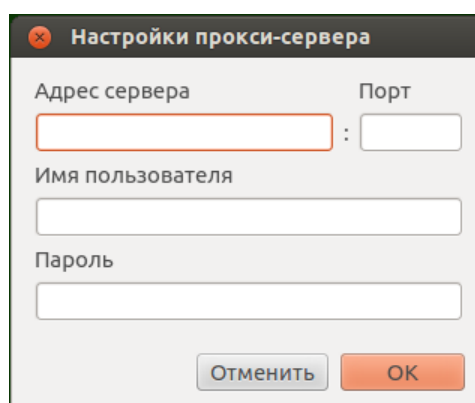 Настройки прокси-сервера
Адрес сервера Порт
:
Имя пользователя
Пароль
Отменить OK